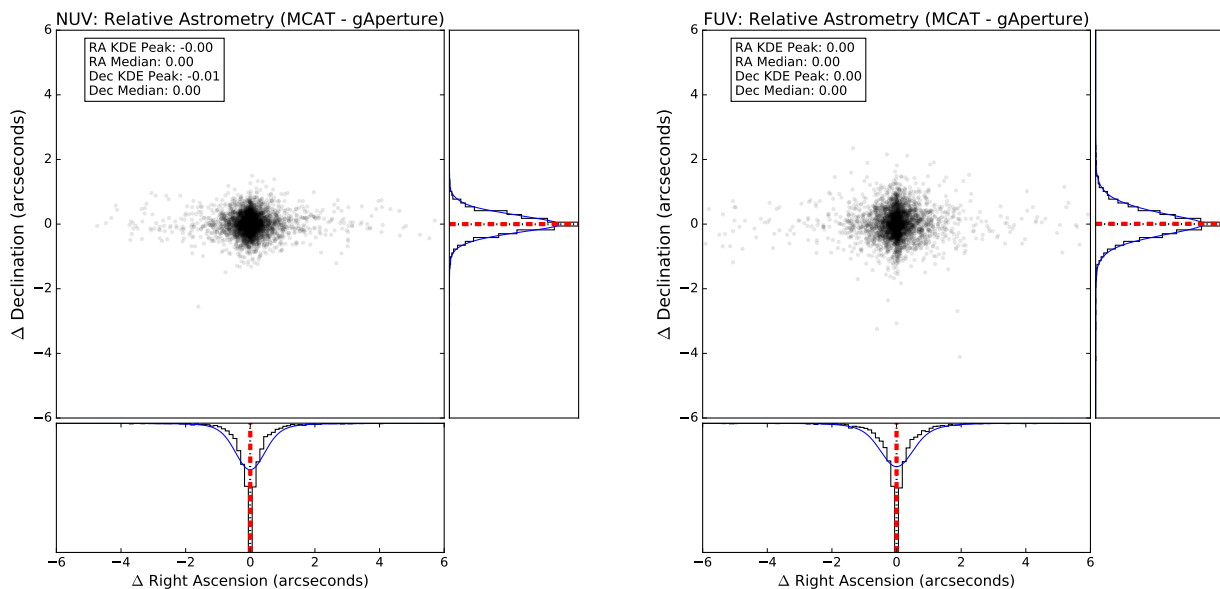 NUV: Relative Astrometry (MCAT - gAperture)
RA KDE Peak: -0.00
RA Median: 0.00
Dec KDE Peak: -0.01
Dec Median: 0.00
6
4
2
0
−2
−4
−6
Δ Declination (arcseconds)
−6 −4 −2 0 2 4 6
Δ Right Ascension (arcseconds)
FUV: Relative Astrometry (MCAT - gAperture)
RA KDE Peak: 0.00
RA Median: 0.00
Dec KDE Peak: 0.00
Dec Median: 0.00
6
4
2
0
−2
−4
−6
Δ Declination (arcseconds)
−6 −4 −2 0 2 4 6
Δ Right Ascension (arcseconds)